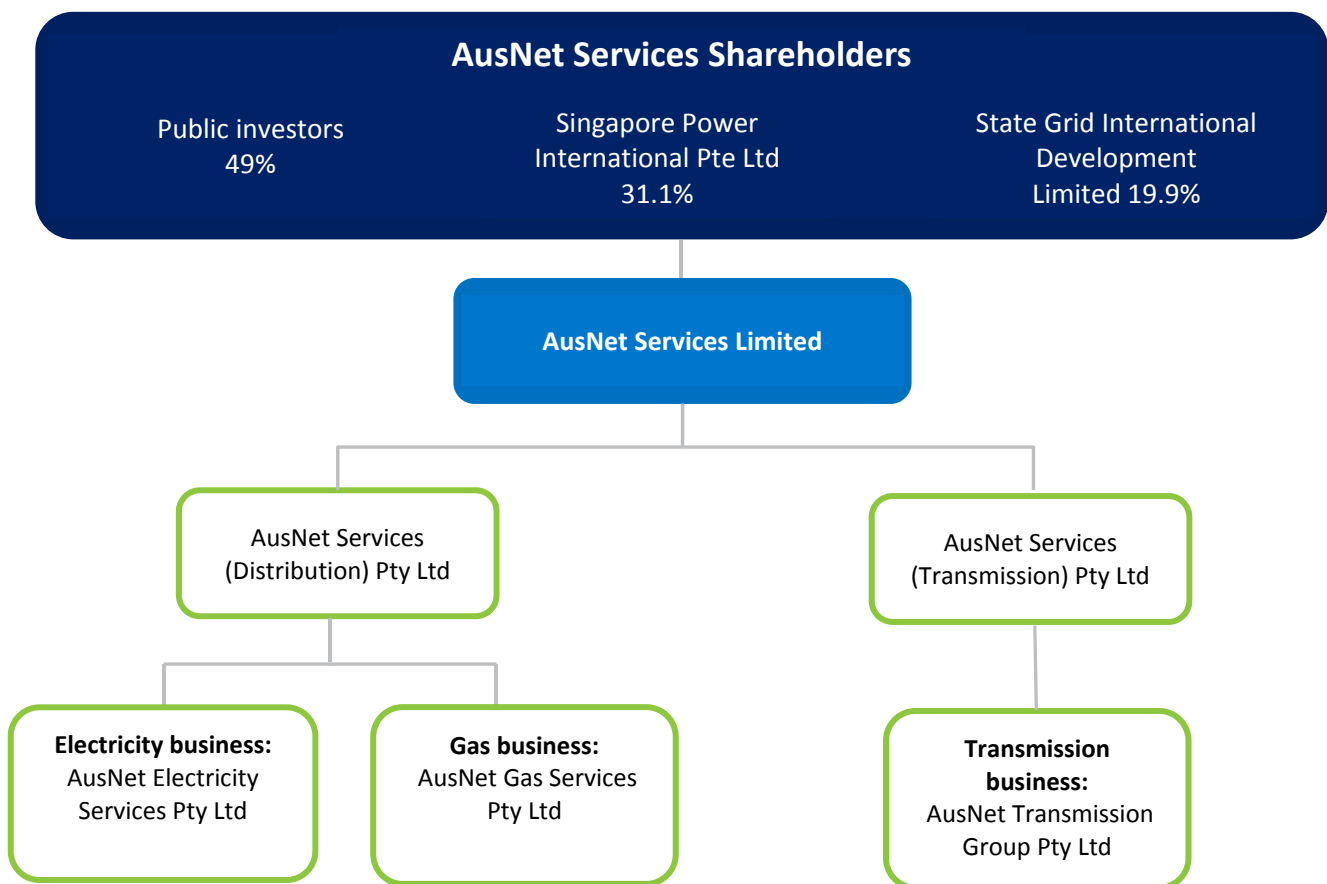 AusNet Services Shareholders
Public investors
49%
Singapore Power
International Pte Ltd
31.1%
State Grid International
Development
Limited 19.9%
AusNet Services Limited
AusNet Services
(Distribution) Pty Ltd
AusNet Services
(Transmission) Pty Ltd
Electricity business:
AusNet Electricity
Services Pty Ltd
Gas business:
AusNet Gas Services
Pty Ltd
Transmission
business:
AusNet Transmission
Group Pty Ltd